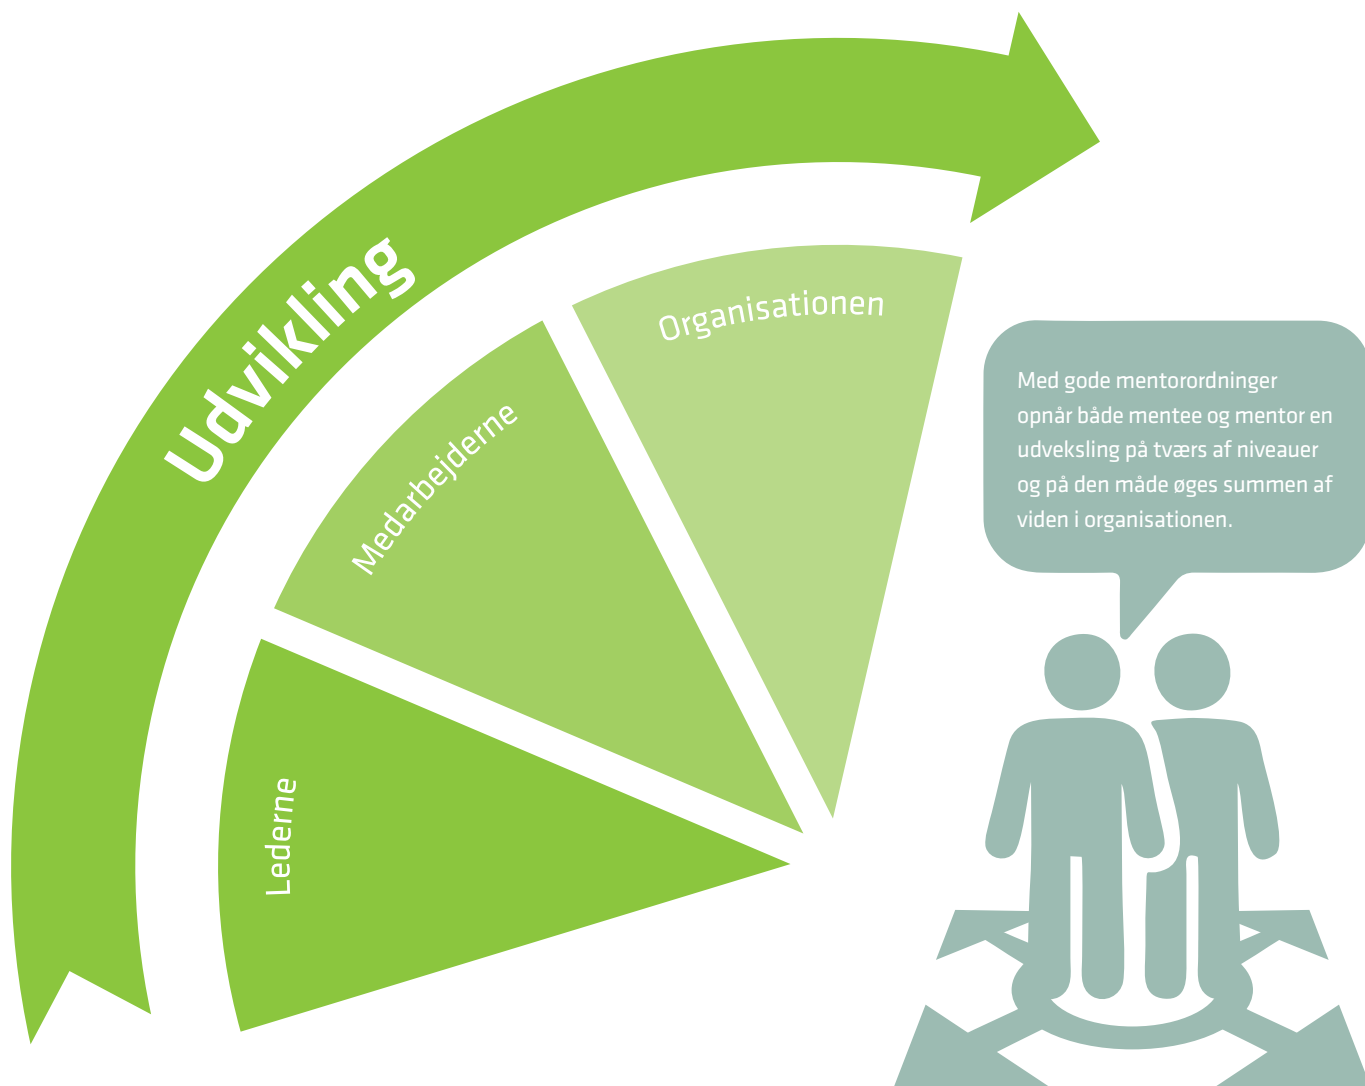 Udvikling
Organisationen
Medarbejderne
Lederne
Med gode mentorordninger
opnår både mentee og mentor en
udveksling på tværs af niveauer
og på den måde øges summen af
viden i organisationen.